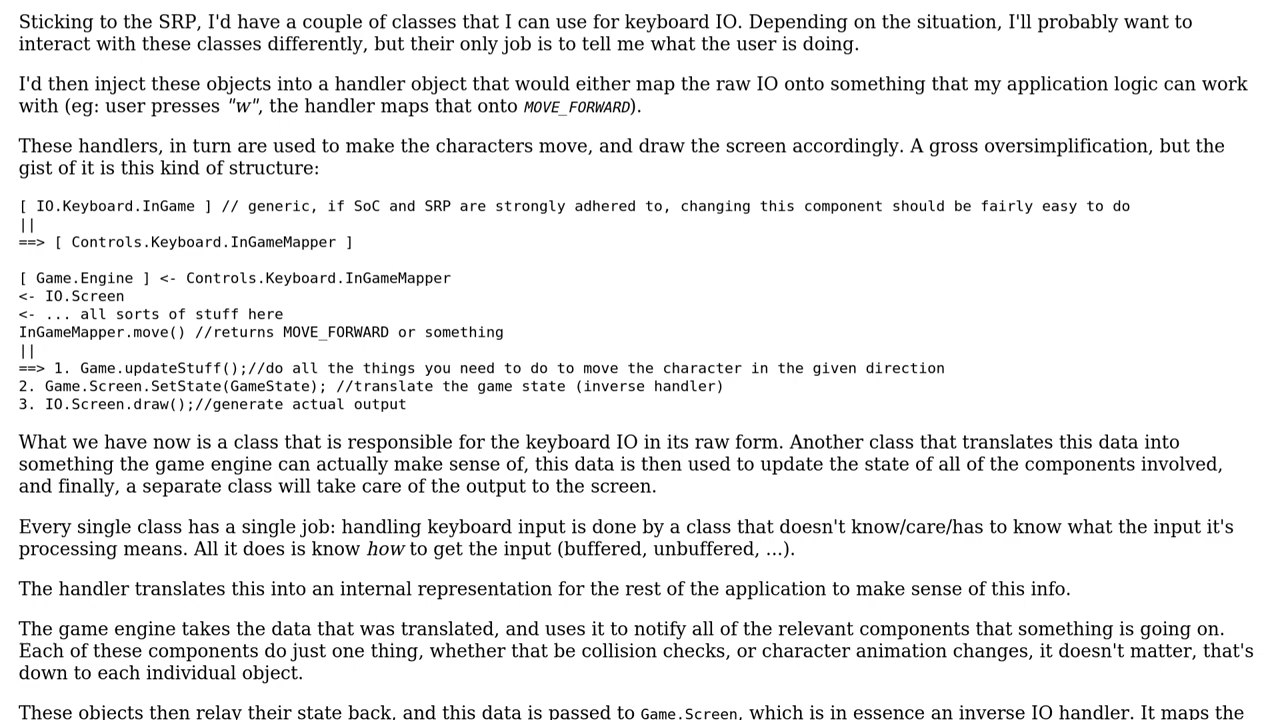 Sticking to the SRP, I'd have a couple of classes that I can use for keyboard IO. Depending on the situation, I'll probably want to
interact with these classes differently, but their only job is to tell me what the user is doing.
I'd then inject these objects into a handler object that would either map the raw IO onto something that my application logic can work
with (eg: user presses "w", the handler maps that onto MOVE_FORWARD).
These handlers, in turn are used to make the characters move, and draw the screen accordingly. A gross oversimplification, but the
gist of it is this kind of structure:
[ IO.Keyboard.InGame ] // generic, if SoC and SRP are strongly adhered to, changing this component should be fairly easy to do
||
==> [ Controls.Keyboard.InGameMapper ]
[ Game.Engine ] <- Controls.Keyboard.InGameMapper
<- IO.Screen
<- ... all sorts of stuff here
InGameMapper.move() //returns MOVE_FORWARD or something
||
==> 1. Game.updateStuff();//do all the things you need to do to move the character in the given direction
2. Game.Screen.SetState(GameState); //translate the game state (inverse handler)
3. IO.Screen.draw();//generate actual output
What we have now is a class that is responsible for the keyboard IO in its raw form. Another class that translates this data into
something the game engine can actually make sense of, this data is then used to update the state of all of the components involved,
and finally, a separate class will take care of the output to the screen.
Every single class has a single job: handling keyboard input is done by a class that doesn't know/care/has to know what the input it's
processing means. All it does is know how to get the input (buffered, unbuffered, ...).
The handler translates this into an internal representation for the rest of the application to make sense of this info.
The game engine takes the data that was translated, and uses it to notify all of the relevant components that something is going on.
Each of these components do just one thing, whether that be collision checks, or character animation changes, it doesn't matter, that's
down to each individual object.
These objects then relay their state back, and this data is passed to Game.Screen, which is in essence an inverse IO handler. It maps the